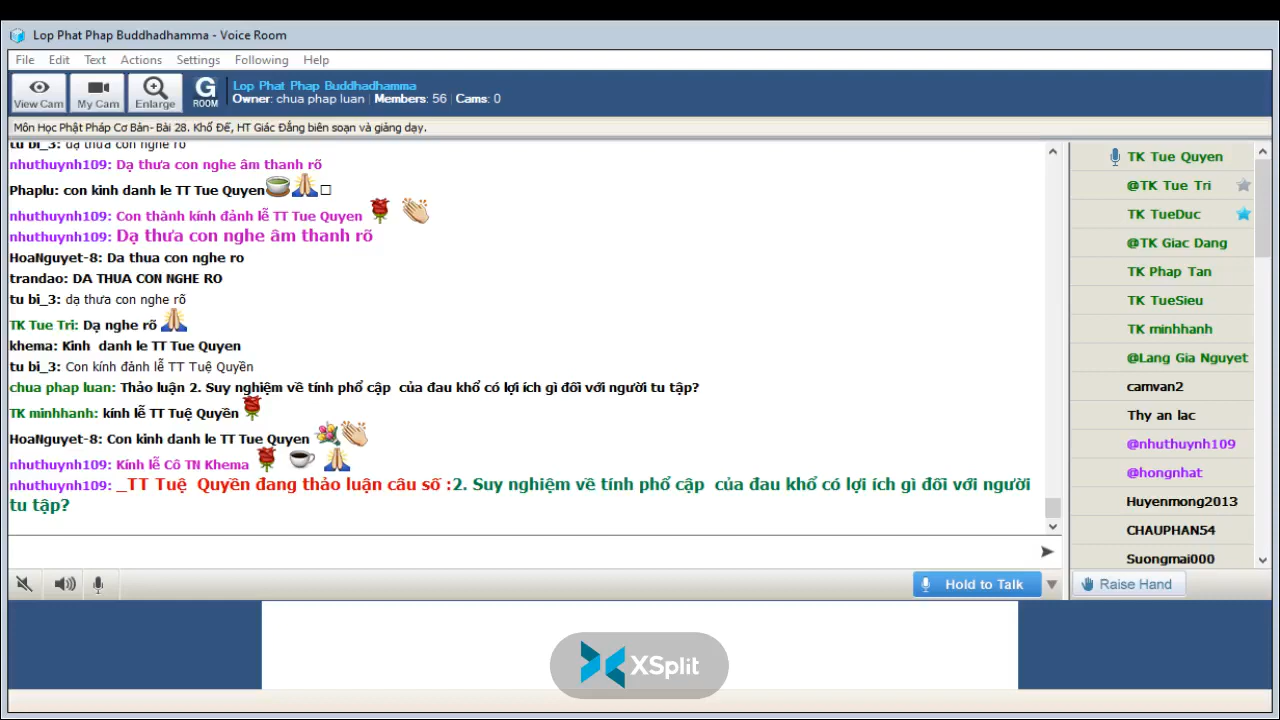 Lop Phat Phap Buddhadhamma - Voice Room
File Edit Text Actions Settings Following Help
View Cam My Cam Enlarge G ROOM
Lop Phat Phap Buddhadhamma
Owner: chua phap luan | Members: 56 | Cams: 0
Môn Học Phật Pháp Cơ Bản- Bài 28. Khổ Đế, HT Giác Đẳng biên soạn và giảng dạy.
tu bi_3: dạ thưa con nghe rõ
nhuthuynh109: Dạ thưa con nghe âm thanh rõ
Phaplu: con kinh danh le TT Tue Quyen
nhuthuynh109: Con thành kính đảnh lễ TT Tue Quyen
nhuthuynh109: Dạ thưa con nghe âm thanh rõ
HoaNguyet-8: Da thua con nghe ro
trandao: DA THUA CON NGHE RO
tu bi_3: dạ thưa con nghe rõ
TK Tue Tri: Dạ nghe rõ
khema: Kinh danh le TT Tue Quyen
tu bi_3: Con kính đảnh lễ TT Tuệ Quyền
chua phap luan: Thảo luận 2. Suy nghiệm về tính phổ cập của đau khổ có lợi ích gì đối với người tu tập?
TK minhhanh: kính lễ TT Tuệ Quyền
HoaNguyet-8: Con kinh danh le TT Tue Quyen
nhuthuynh109: Kính lễ Cô TN Khema
nhuthuynh109: _TT Tuệ Quyền đang thảo luận câu số :2. Suy nghiệm về tính phổ cập của đau khổ có lợi ích gì đối với người
tu tập?
TK Tue Quyen
@TK Tue Tri
TK TueDuc
@TK Giac Dang
TK Phap Tan
TK TueSieu
TK minhhanh
@Lang Gia Nguyet
camvan2
Thy an lac
@nhuthuynh109
@hongnhat
Huyenmong2013
CHAUPHAN54
Suongmai000
Hold to Talk
Raise Hand
XSplit